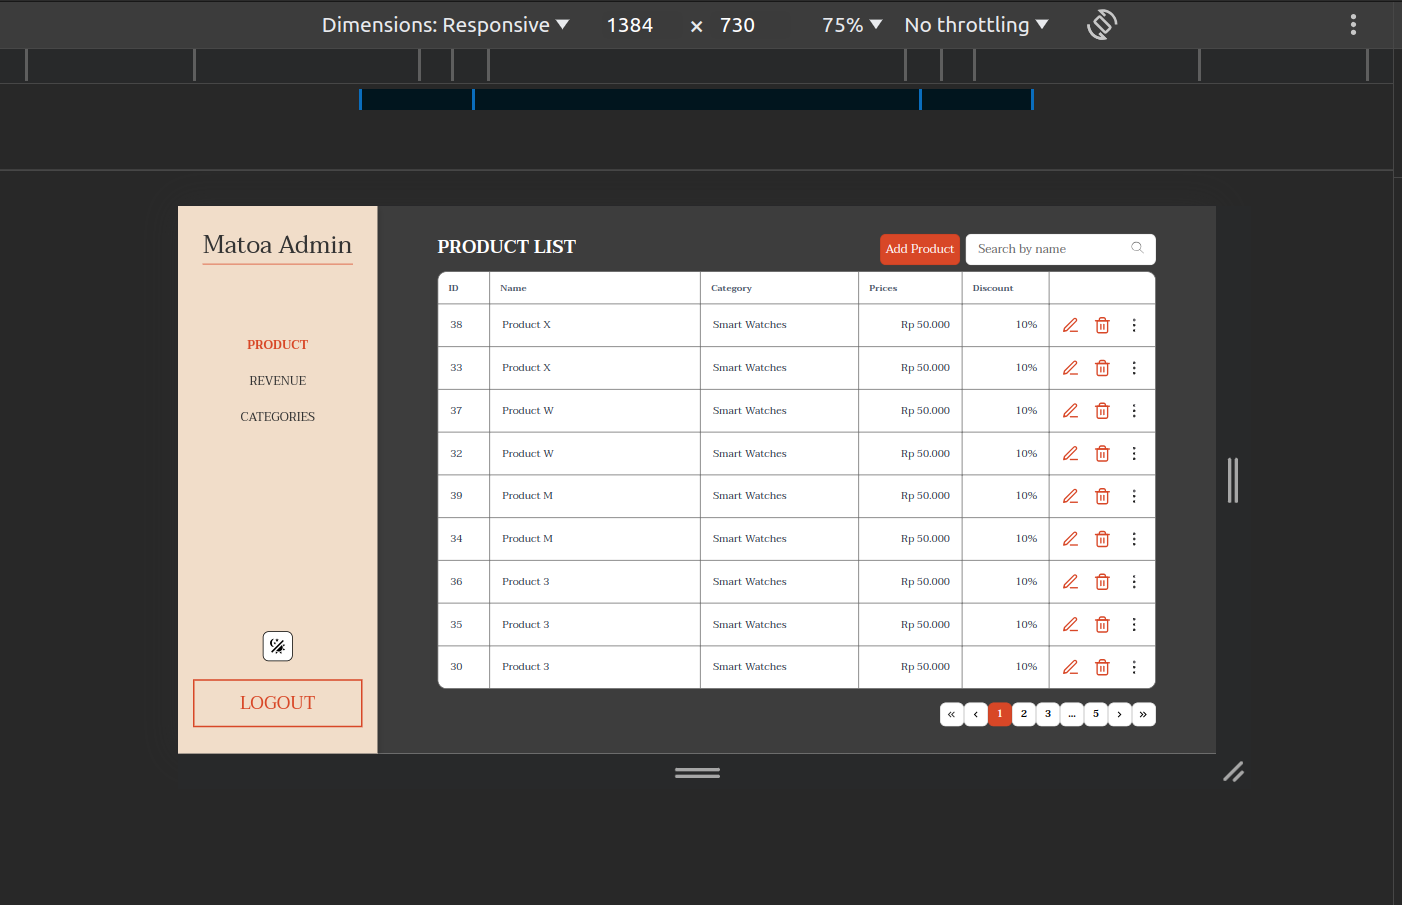 Dimensions: Responsive ▼ 1384 × 730 75% ▼ No throttling ▼
Matoa Admin
PRODUCT
REVENUE
CATEGORIES
LOGOUT
PRODUCT LIST
Add Product
Search by name
ID Name Category Prices Discount
38 Product X Smart Watches Rp 50.000 10%
33 Product X Smart Watches Rp 50.000 10%
37 Product W Smart Watches Rp 50.000 10%
32 Product W Smart Watches Rp 50.000 10%
39 Product M Smart Watches Rp 50.000 10%
34 Product M Smart Watches Rp 50.000 10%
36 Product 3 Smart Watches Rp 50.000 10%
35 Product 3 Smart Watches Rp 50.000 10%
30 Product 3 Smart Watches Rp 50.000 10%
« ‹ 1 2 3 ... 5 › »